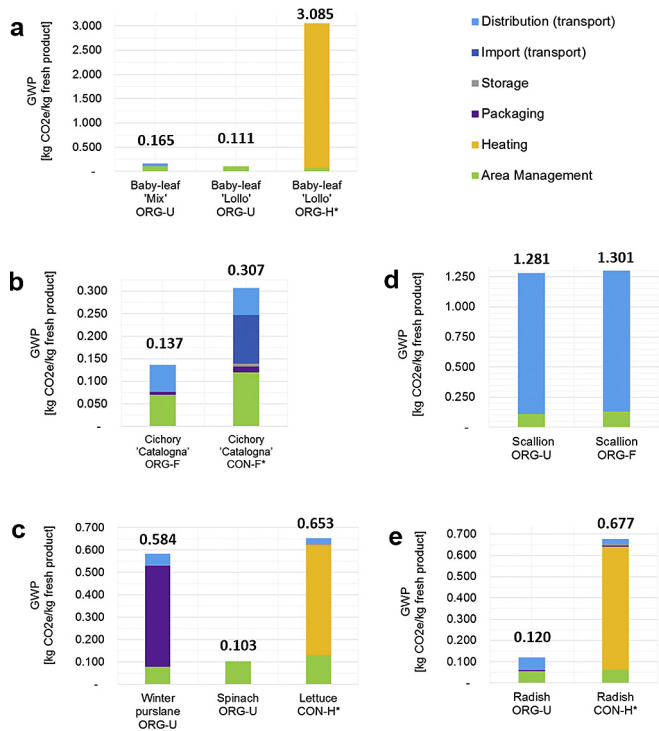 a
GWP
[kg CO2e/kg fresh product]
3.000
2.500
2.000
1.500
1.000
0.500
-
0.165
0.111
3.085
Baby-leaf
'Mix'
ORG-U
Baby-leaf
'Lollo'
ORG-U
Baby-leaf
'Lollo'
ORG-H*
Distribution (transport)
Import (transport)
Storage
Packaging
Heating
Area Management
b
GWP
[kg CO2e/kg fresh product]
0.300
0.250
0.200
0.150
0.100
0.050
-
0.137
0.307
Cichory
'Catalogna'
ORG-F
Cichory
'Catalogna'
CON-F*
d
GWP
[kg CO2e/kg fresh product]
1.250
1.000
0.750
0.500
0.250
-
1.281
1.301
Scallion
ORG-U
Scallion
ORG-F
c
GWP
[kg CO2e/kg fresh product]
0.700
0.600
0.500
0.400
0.300
0.200
0.100
-
0.584
0.103
0.653
Winter
purslane
ORG-U
Spinach
ORG-U
Lettuce
CON-H*
e
GWP
[kg CO2e/kg fresh product]
0.700
0.600
0.500
0.400
0.300
0.200
0.100
-
0.120
0.677
Radish
ORG-U
Radish
CON-H*